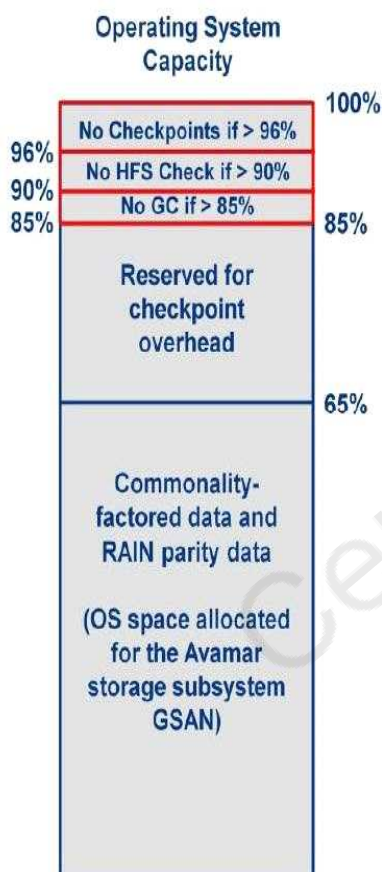 Operating System
Capacity
100%
No Checkpoints if > 96%
96%
No HFS Check if > 90%
90%
No GC if > 85%
85%
85%
Reserved for
checkpoint
overhead
65%
Commonality-
factored data and
RAIN parity data
(OS space allocated
for the Avamar
storage subsystem
GSAN)